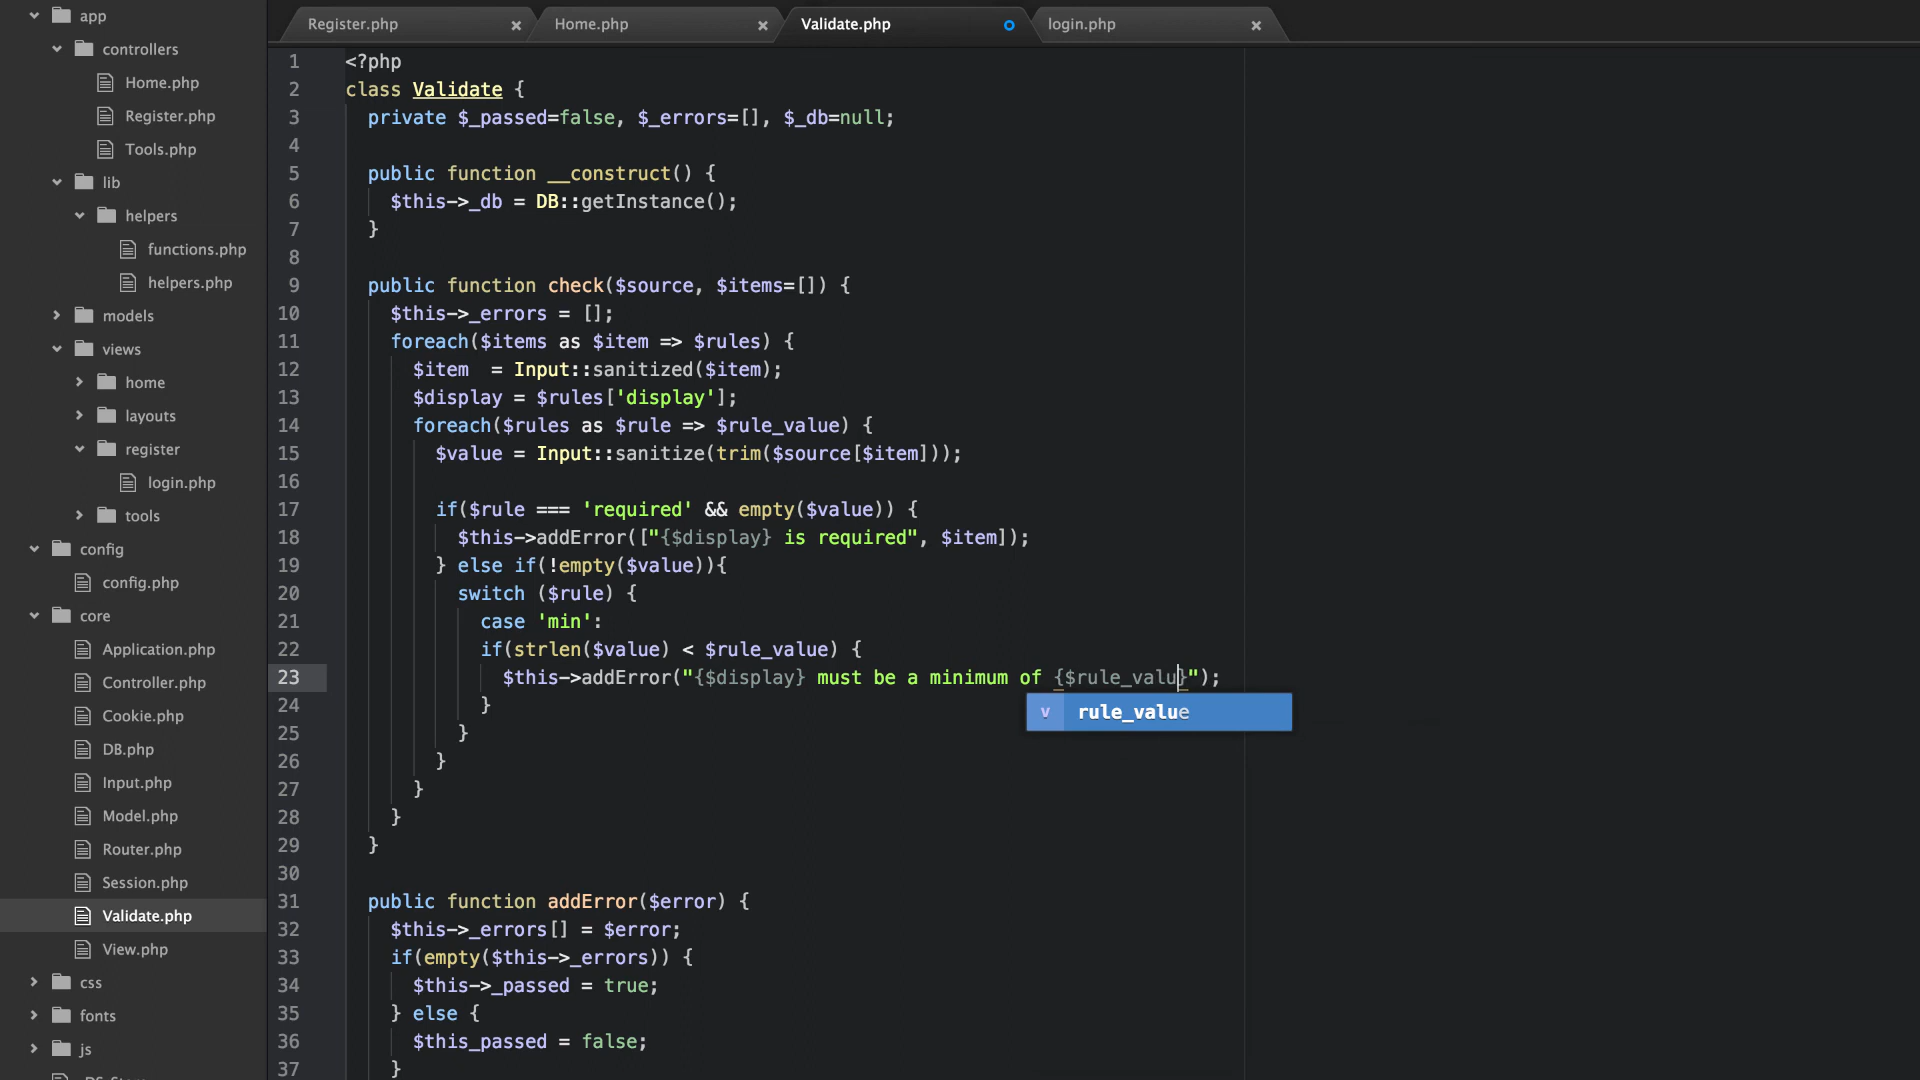 app
controllers
Home.php
Register.php
Tools.php
lib
helpers
functions.php
helpers.php
models
views
home
layouts
register
login.php
tools
config
config.php
core
Application.php
Controller.php
Cookie.php
DB.php
Input.php
Model.php
Router.php
Session.php
Validate.php
View.php
css
fonts
js
Register.php
Home.php
Validate.php
login.php
1 <?php
2 class Validate {
3 private $_passed=false, $_errors=[], $_db=null;
4
5 public function __construct() {
6 $this->_db = DB::getInstance();
7 }
8
9 public function check($source, $items=[]) {
10 $this->_errors = [];
11 foreach($items as $item => $rules) {
12 $item  = Input::sanitized($item);
13 $display = $rules['display'];
14 foreach($rules as $rule => $rule_value) {
15 $value = Input::sanitize(trim($source[$item]));
16
17 if($rule === 'required' && empty($value)) {
18 $this->addError(["{$display} is required", $item]);
19 } else if(!empty($value)){
20 switch ($rule) {
21 case 'min':
22 if(strlen($value) < $rule_value) {
23 $this->addError("{$display} must be a minimum of {$rule_valu}");
v rule_value
24 }
25 }
26 }
27 }
28 }
29 }
30
31 public function addError($error) {
32 $this->_errors[] = $error;
33 if(empty($this->_errors)) {
34 $this->_passed = true;
35 } else {
36 $this_passed = false;
37 }